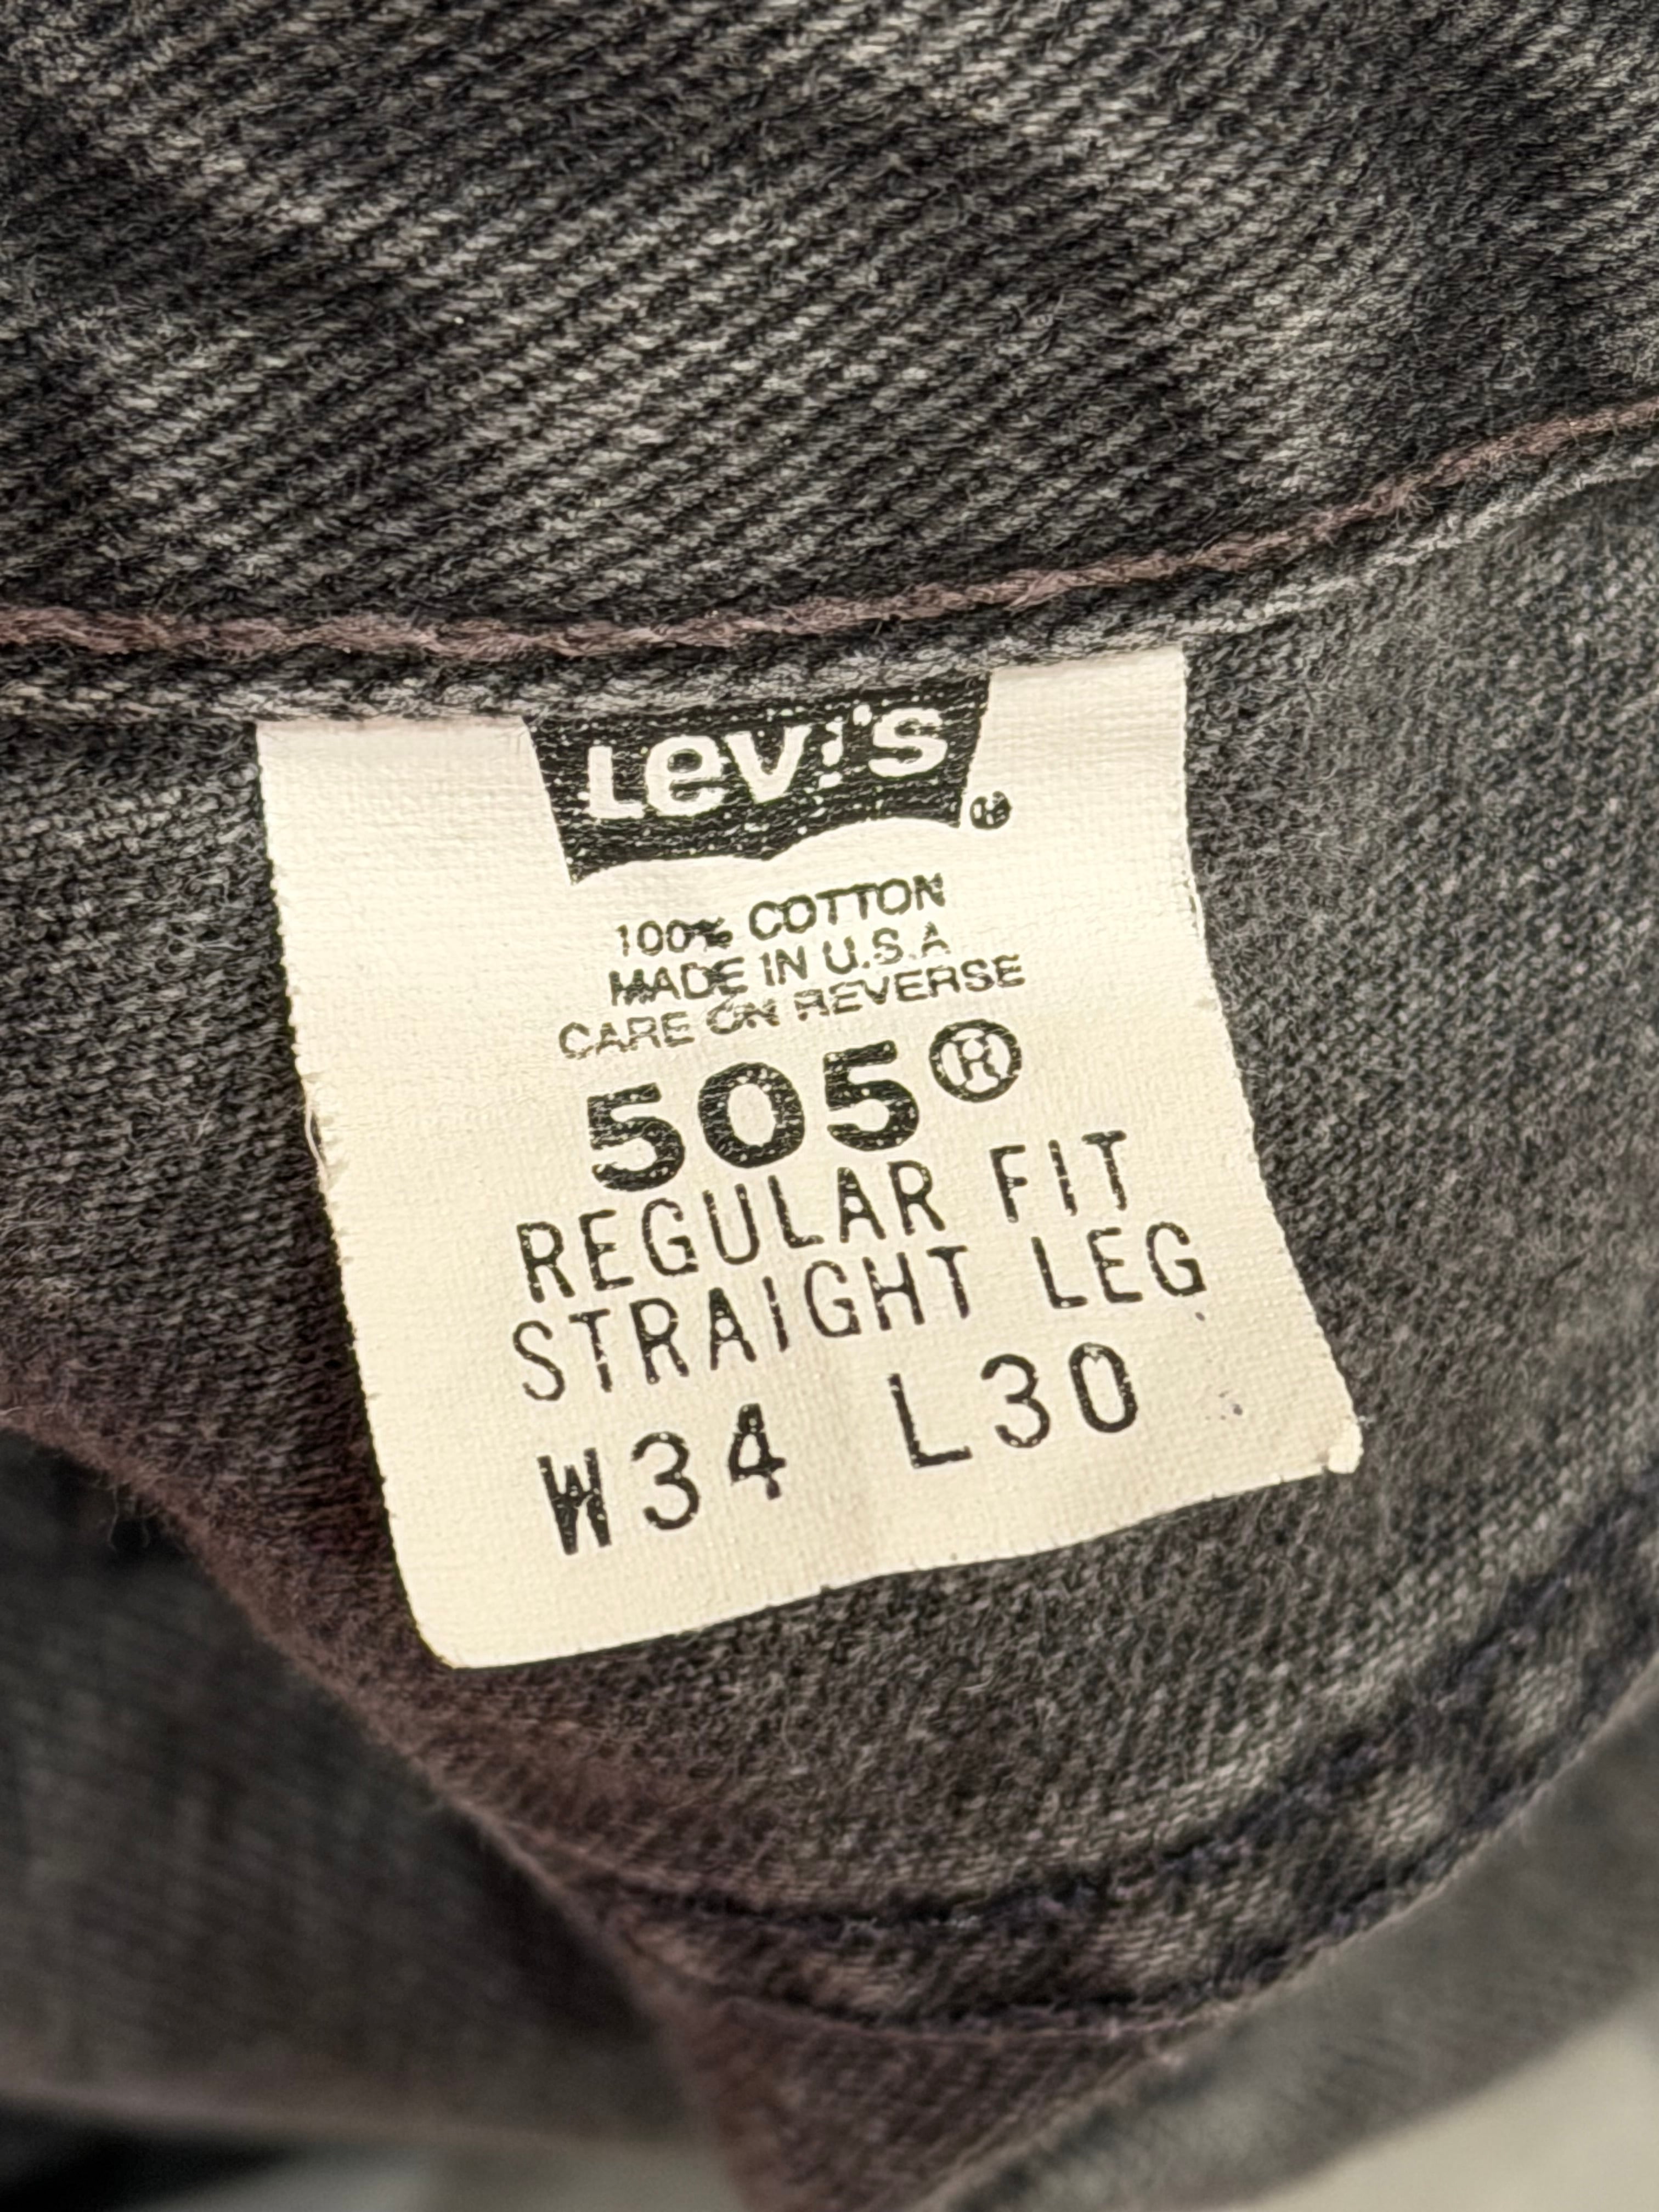 Levi's ®
100% COTTON
MADE IN U.S.A
CARE ON REVERSE
505®
REGULAR FIT
STRAIGHT LEG
W34 L30